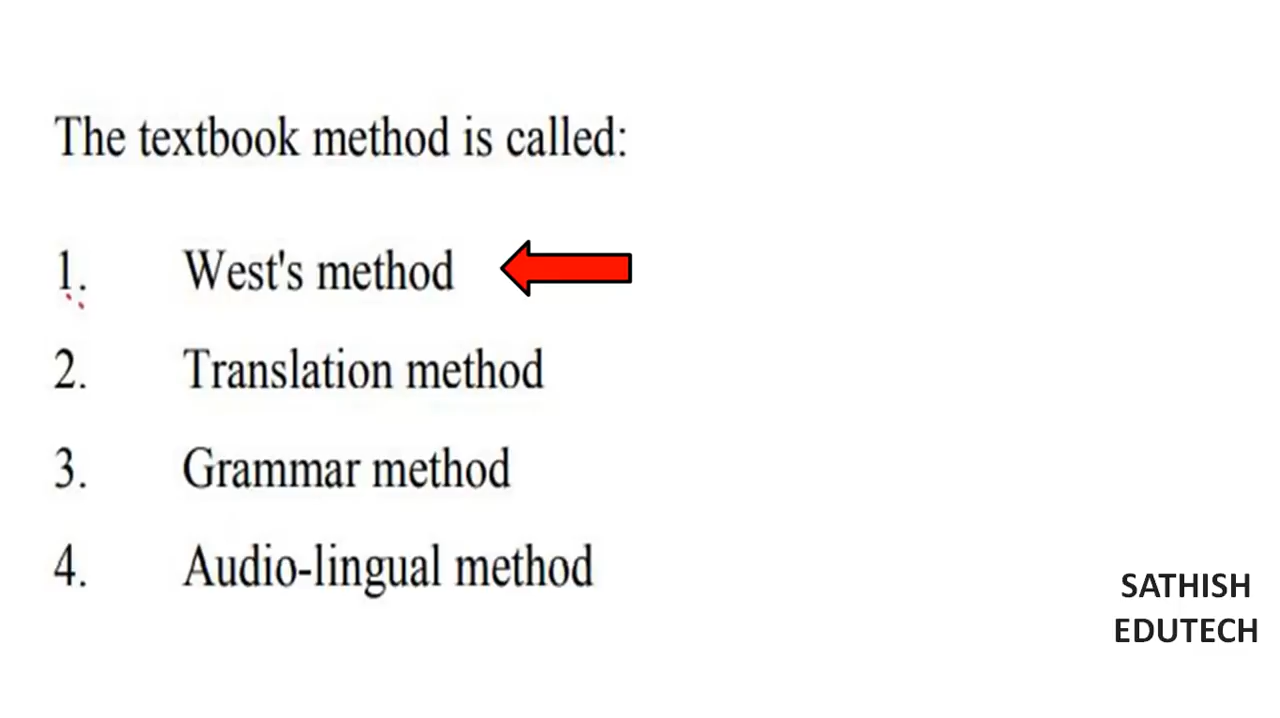 The textbook method is called:
1. West's method
2. Translation method
3. Grammar method
4. Audio-lingual method
SATHISH
EDUTECH